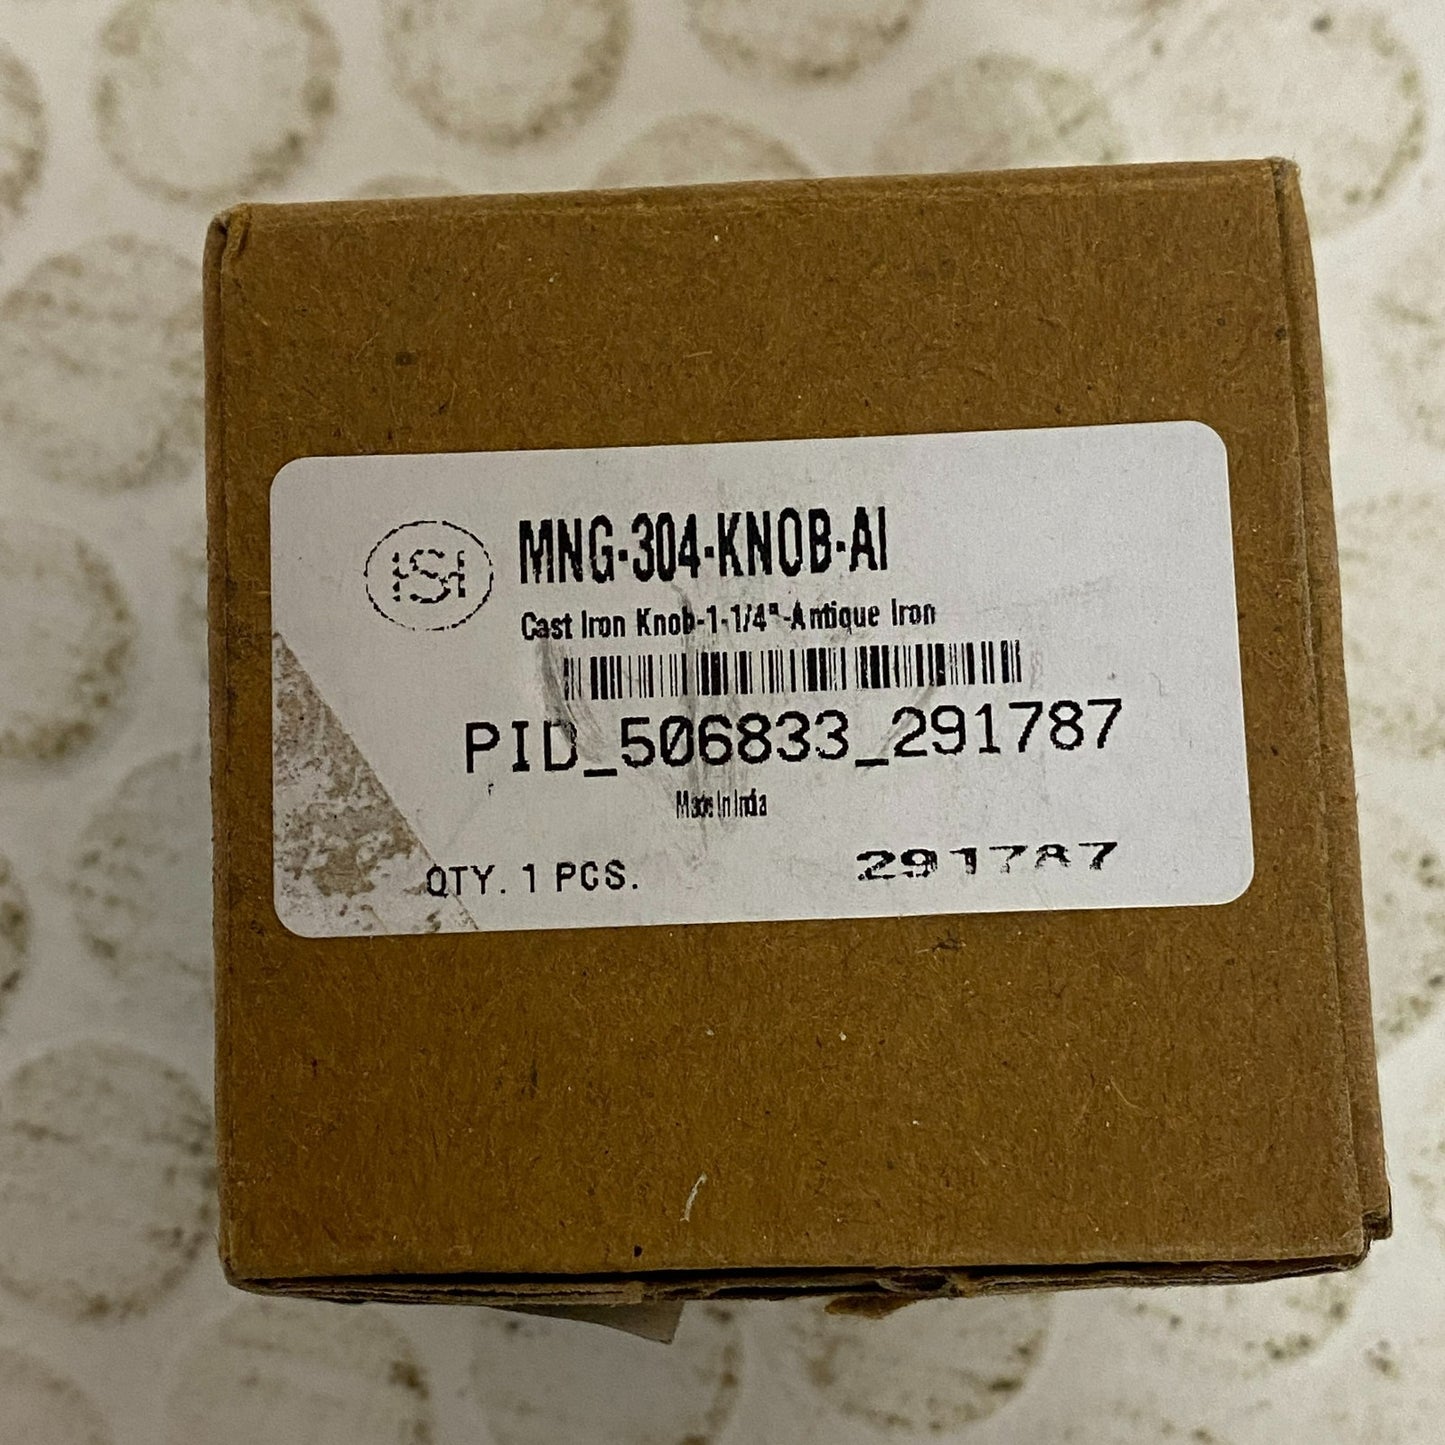 HSH
MNG-304-KNOB-AI
Cast Iron Knob-1-1/4"-Antique Iron
PID_506833_291787
Made In India
QTY. 1 PCS.
291787